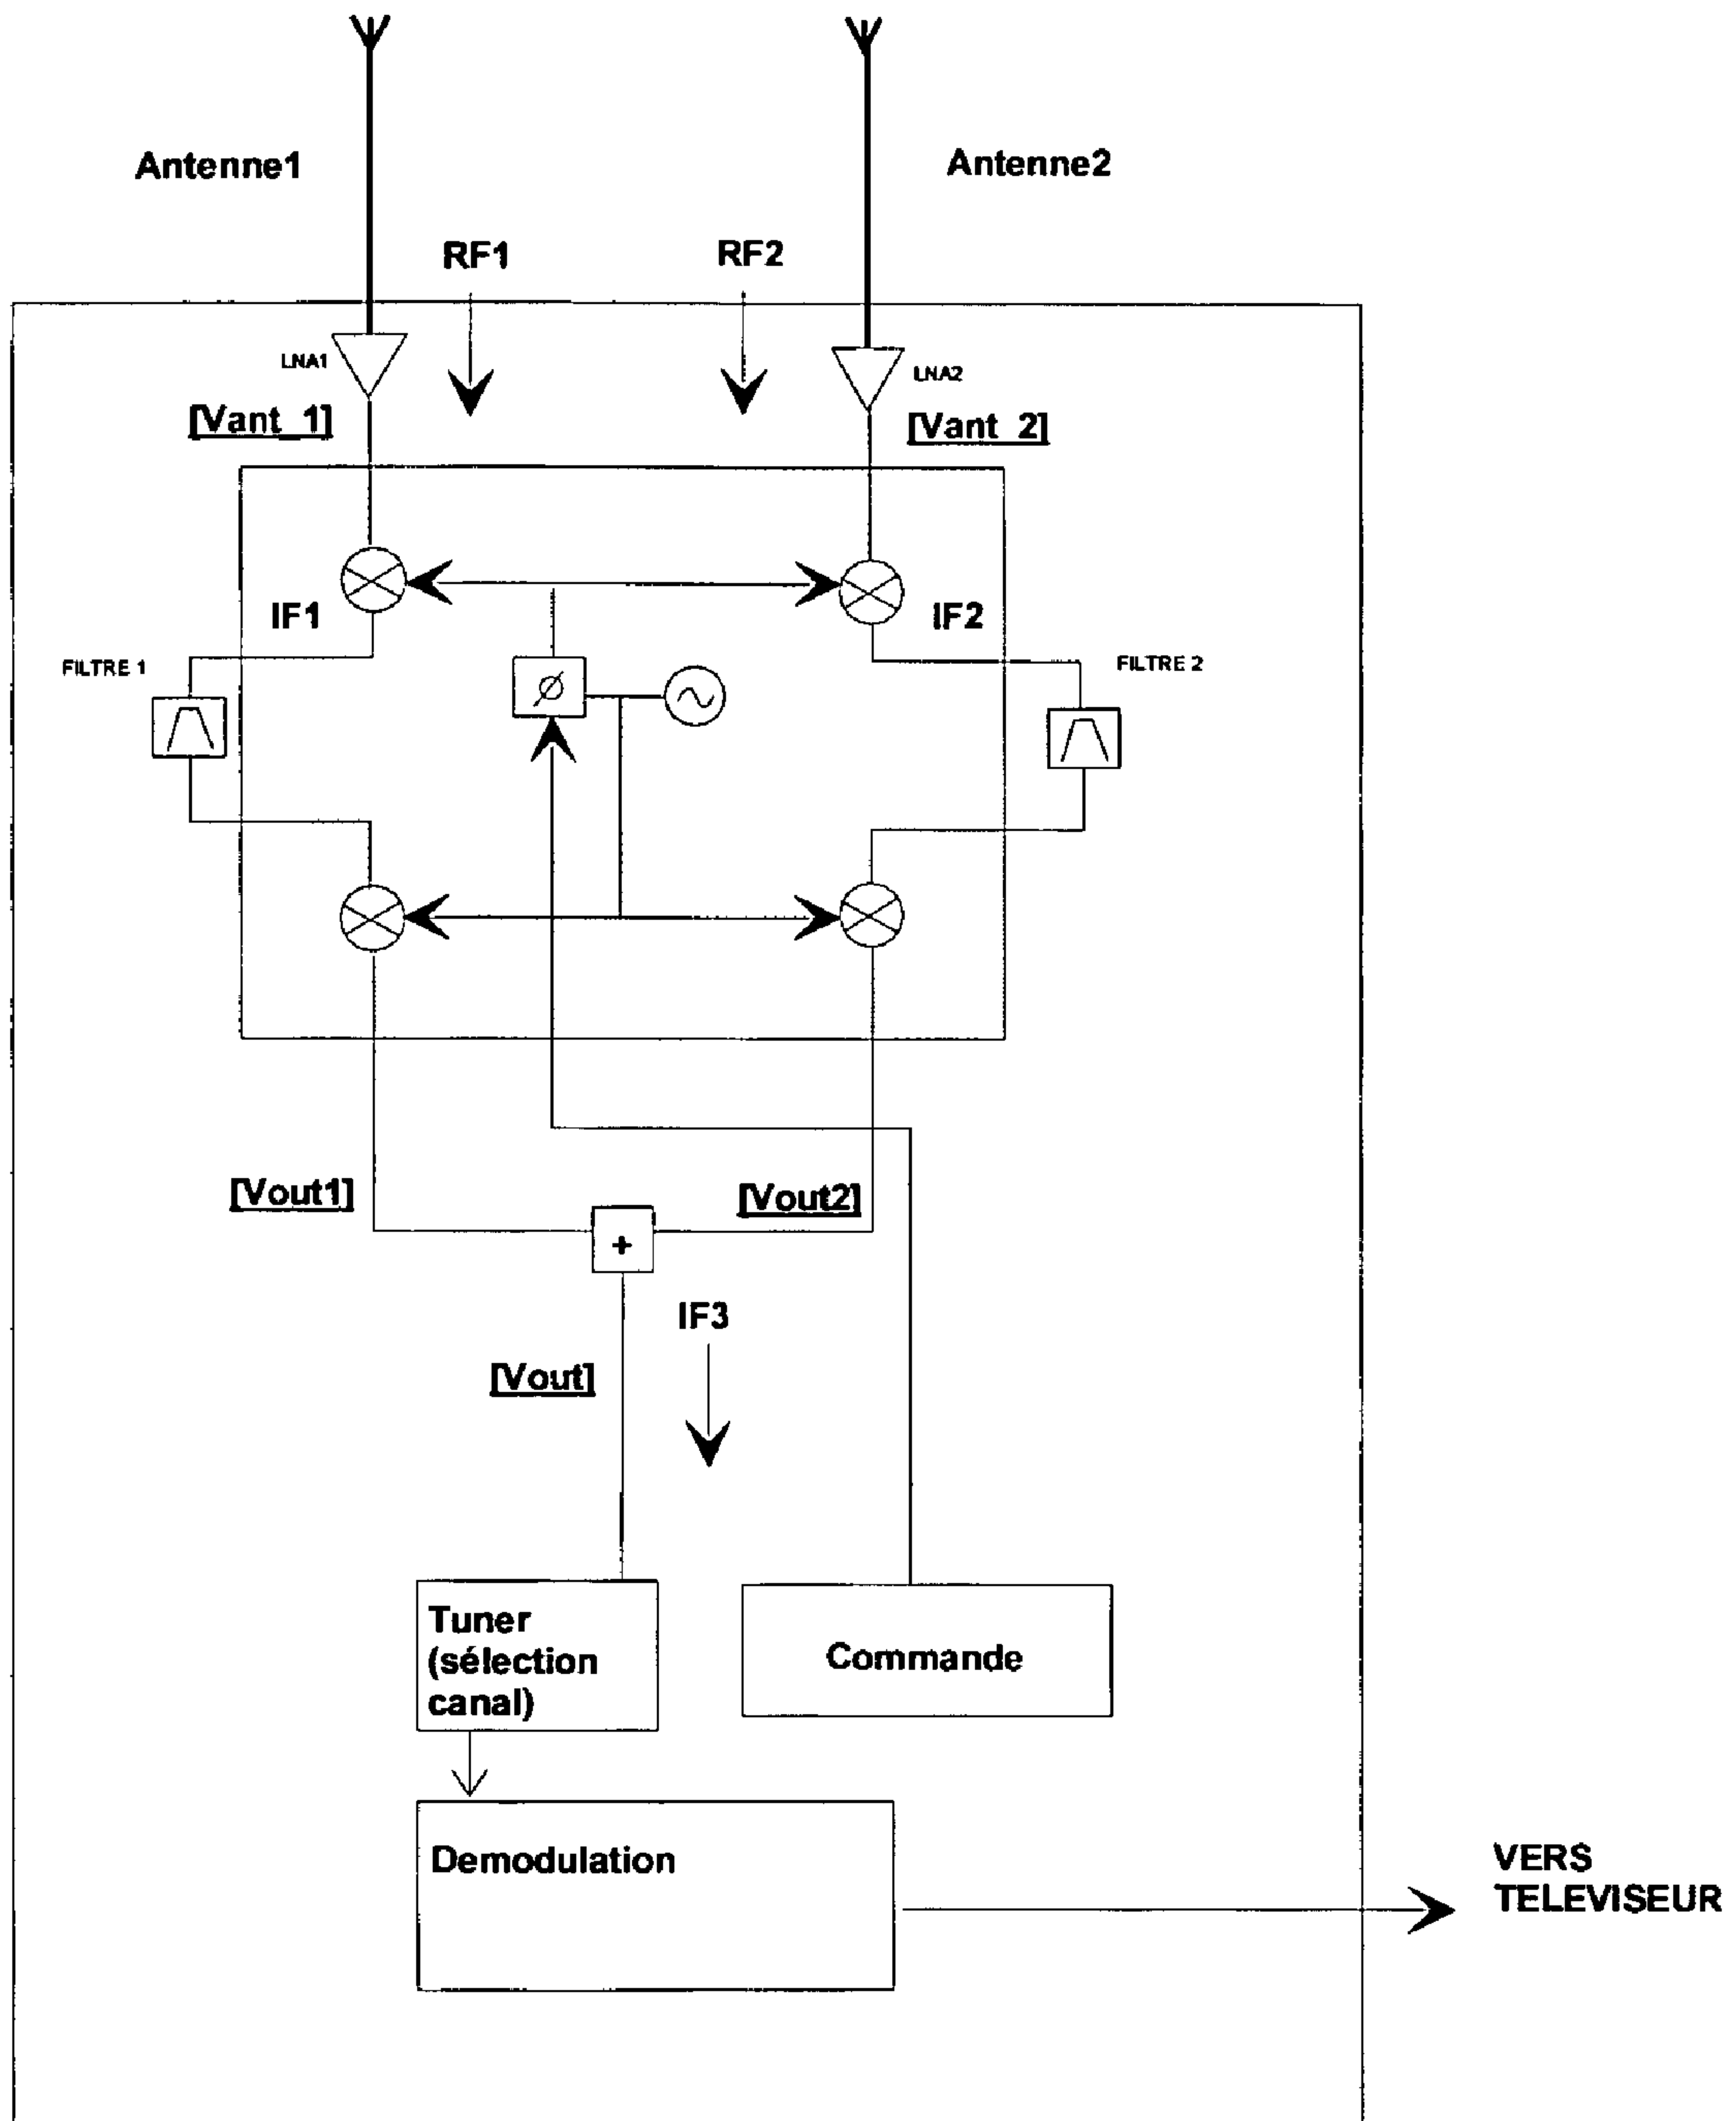 Antenne1
Antenne2
RF1
RF2
LNA1
LNA2
[Vant_1]
[Vant_2]
IF1
IF2
FILTRE 1
FILTRE 2
[Vout1]
[Vout2]
+
IF3
[Vout]
Tuner
(sélection
canal)
Commande
Demodulation
VERS
TELEVISEUR